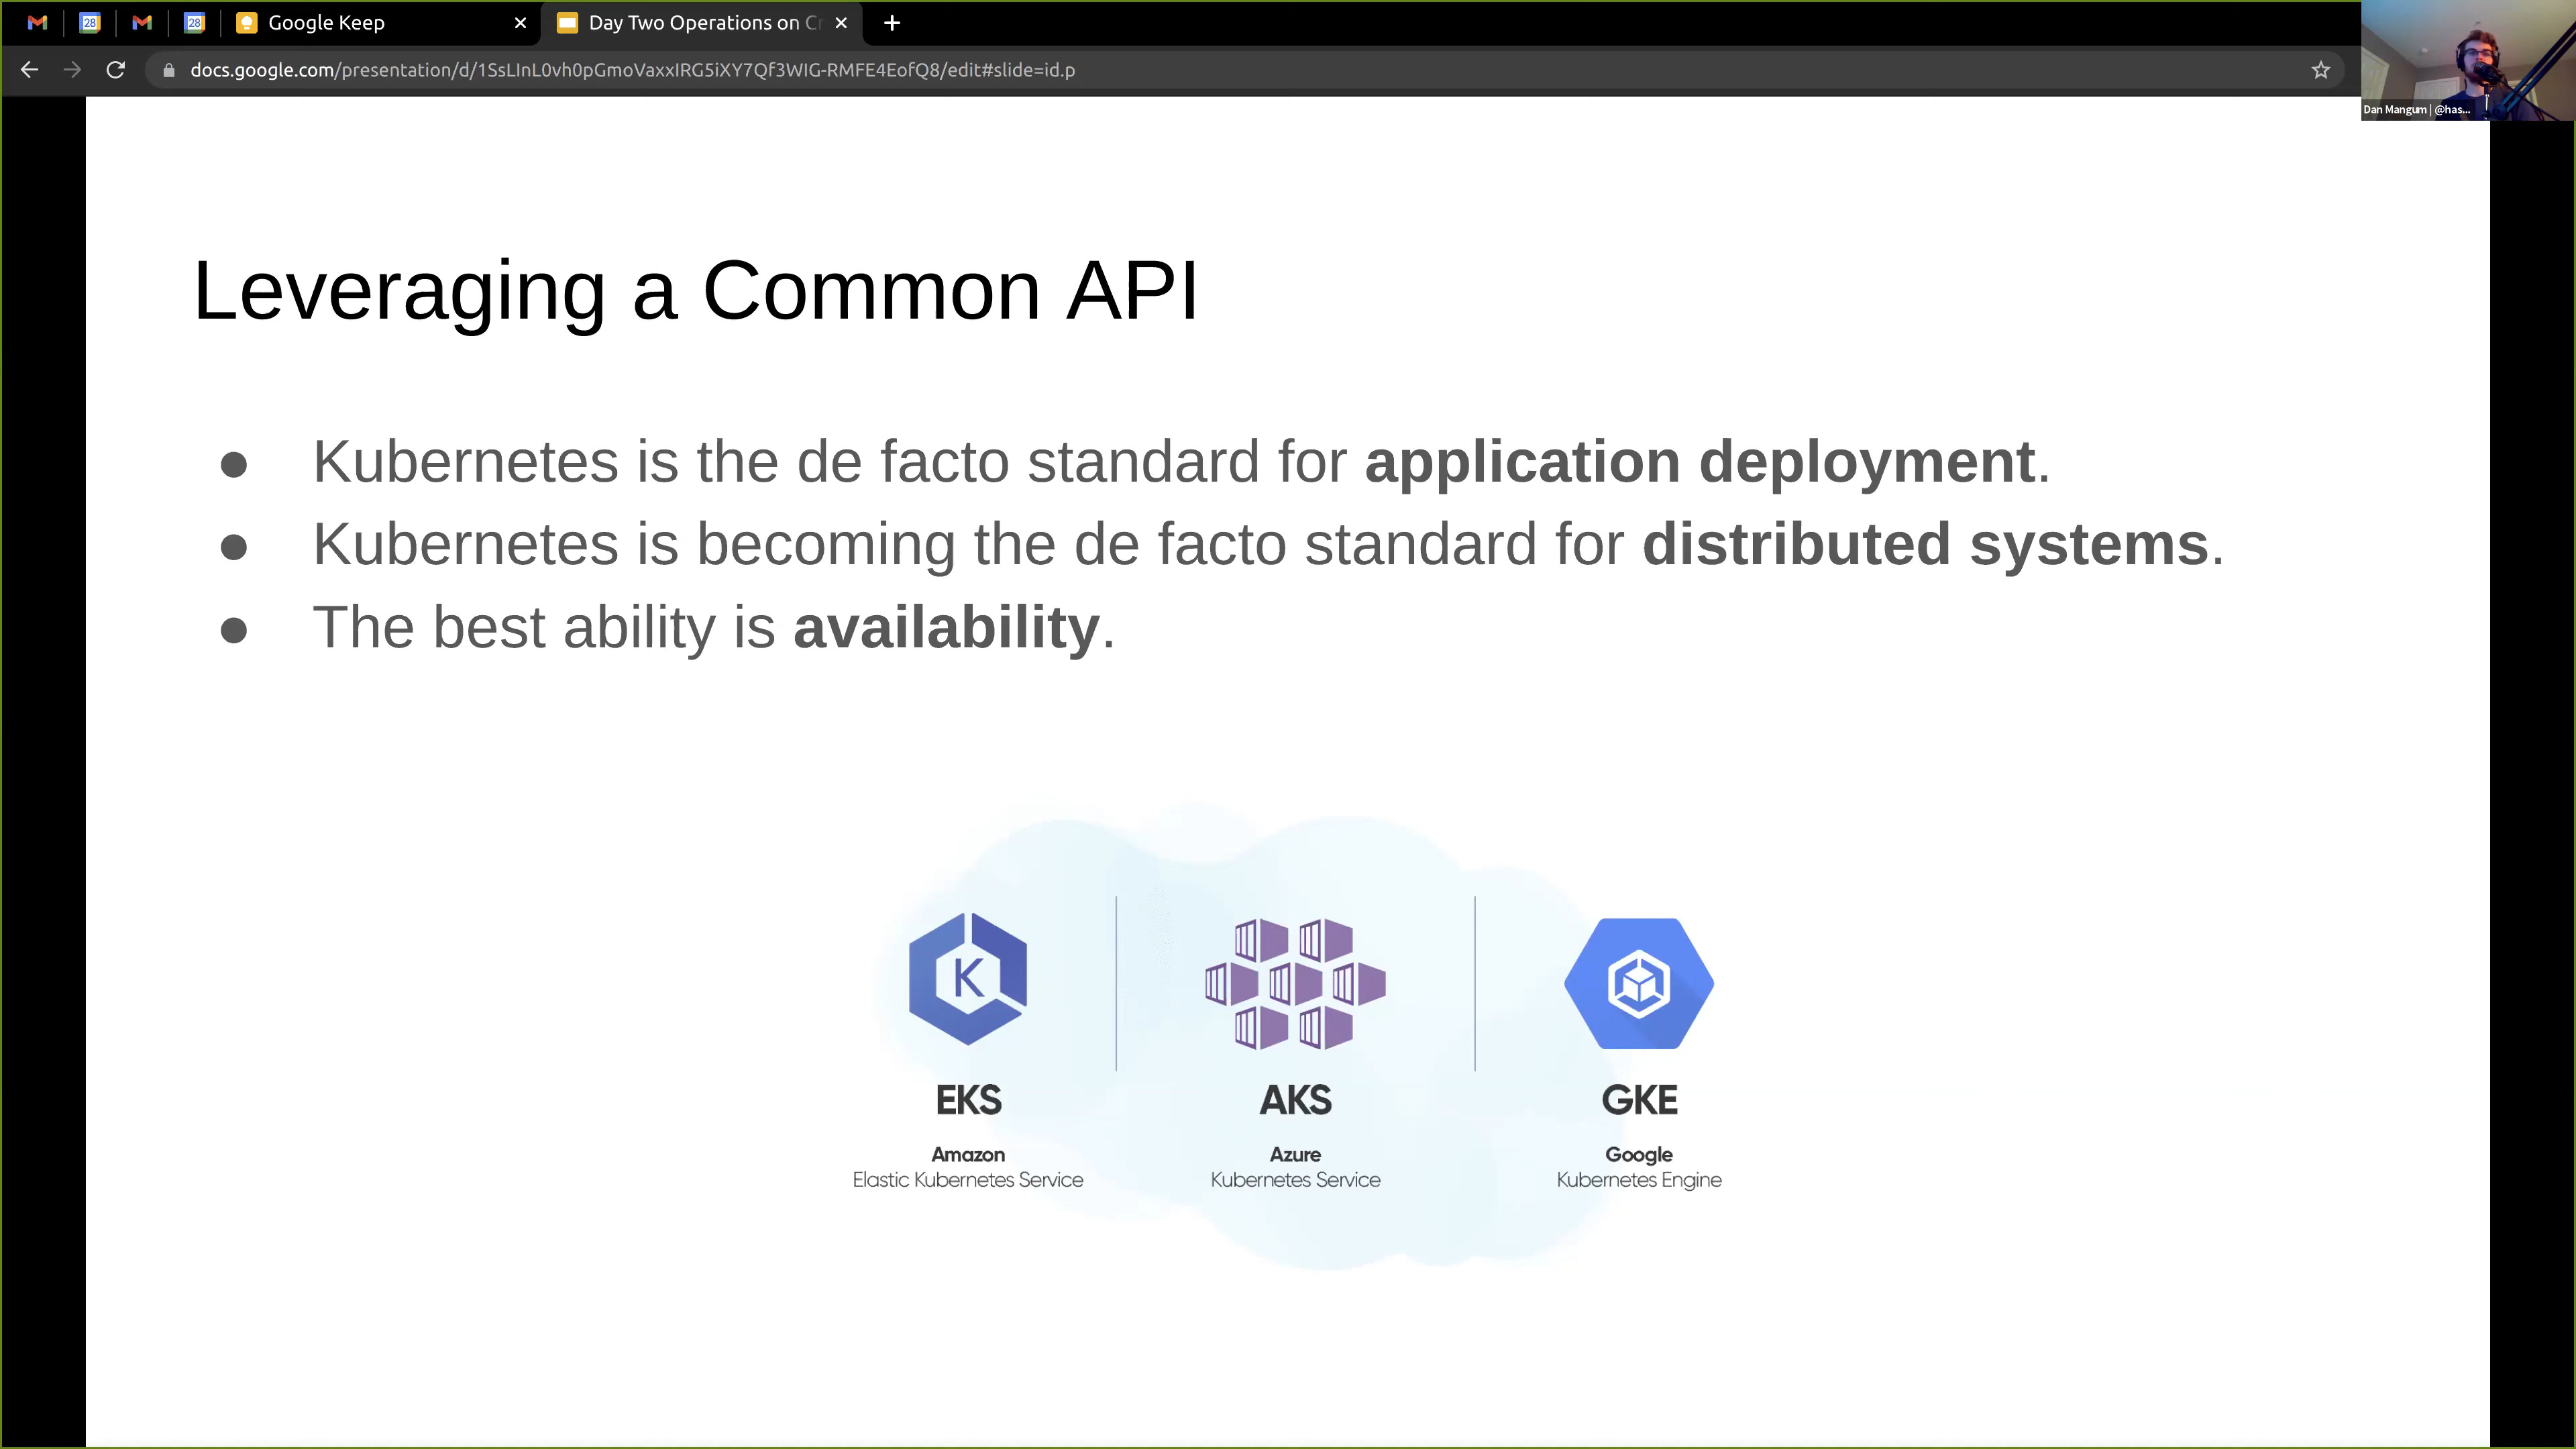 28
28
Google Keep
Day Two Operations on Cr
docs.google.com/presentation/d/1SsLInL0vh0pGmoVaxxIRG5iXY7Qf3WIG-RMFE4EofQ8/edit#slide=id.p
Dan Mangum | @has...
Leveraging a Common API
● Kubernetes is the de facto standard for application deployment.
● Kubernetes is becoming the de facto standard for distributed systems.
● The best ability is availability.
K
EKS
Amazon
Elastic Kubernetes Service
AKS
Azure
Kubernetes Service
GKE
Google
Kubernetes Engine